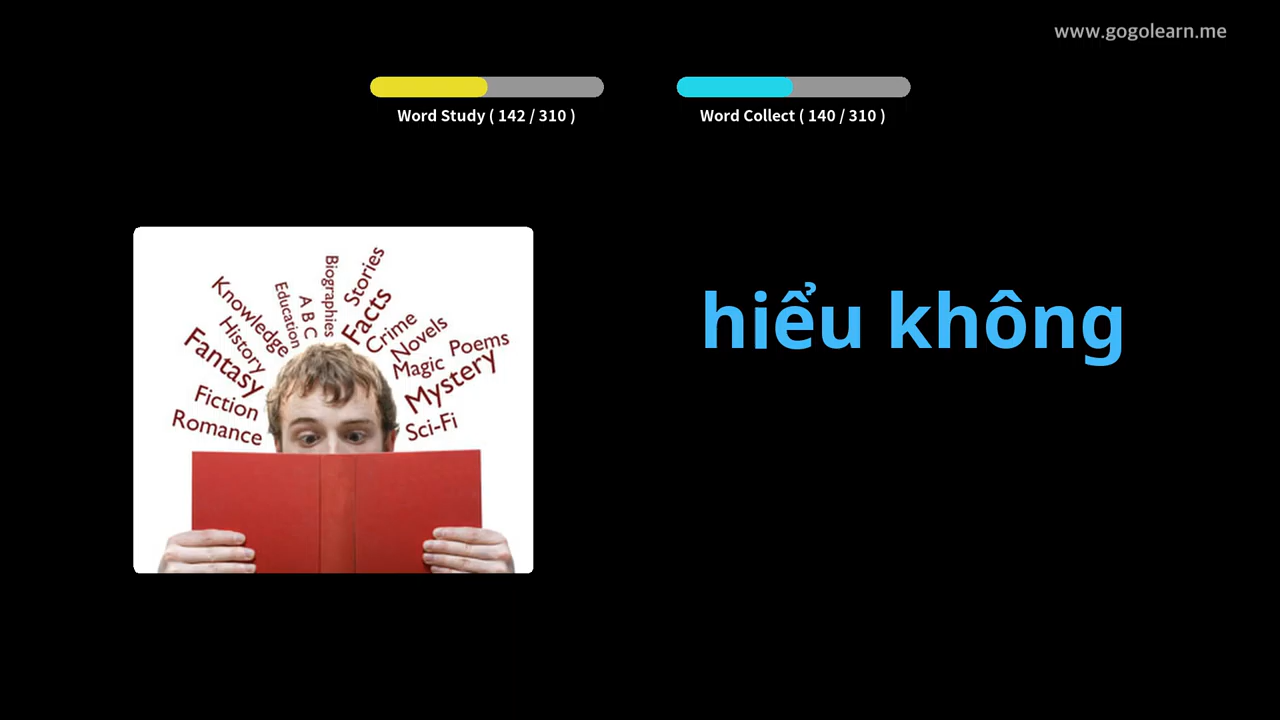 www.gogolearn.me
Word Study ( 142 / 310 )
Word Collect ( 140 / 310 )
hiểu không
Biographies
Stories
Knowledge
Education
A B C
Facts
Crime
History
Novels
Fantasy
Magic
Poems
Mystery
Fiction
Romance
Sci-Fi